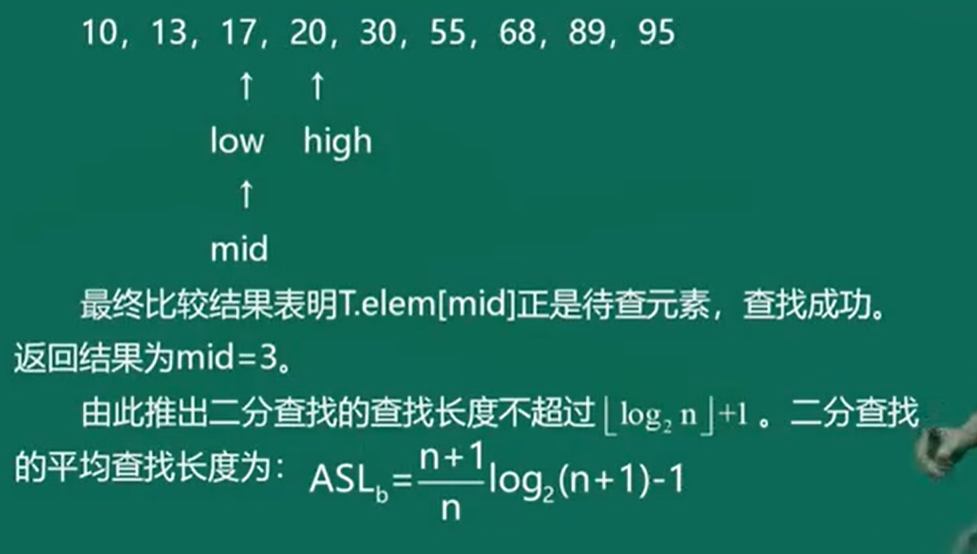 10, 13, 17, 20, 30, 55, 68, 89, 95
↑ ↑
low high
↑
mid
最终比较结果表明T.elem[mid]正是待查元素，查找成功。
返回结果为mid=3。
由此推出二分查找的查找长度不超过⌊log₂ n⌋+1 。二分查找
的平均查找长度为： ASL_b=\frac{n+1}{n}log₂(n+1)-1